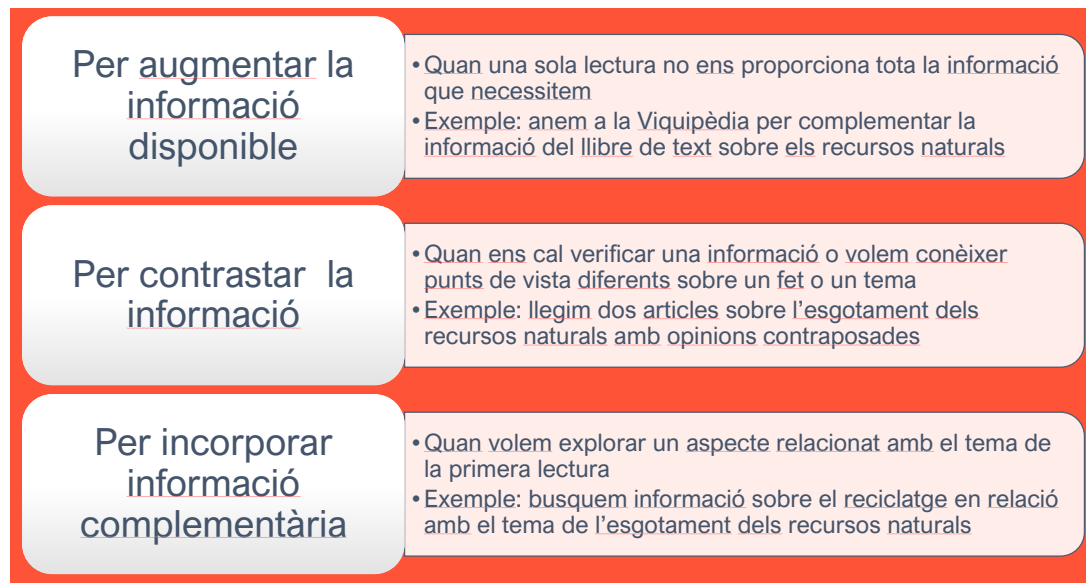 Per augmentar la
informació
disponible
• Quan una sola lectura no ens proporciona tota la informació
que necessitem
• Exemple: anem a la Viquipèdia per complementar la
informació del llibre de text sobre els recursos naturals
Per contrastar  la
informació
• Quan ens cal verificar una informació o volem conèixer
punts de vista diferents sobre un fet o un tema
• Exemple: llegim dos articles sobre l’esgotament dels
recursos naturals amb opinions contraposades
Per incorporar
informació
complementària
• Quan volem explorar un aspecte relacionat amb el tema de
la primera lectura
• Exemple: busquem informació sobre el reciclatge en relació
amb el tema de l’esgotament dels recursos naturals